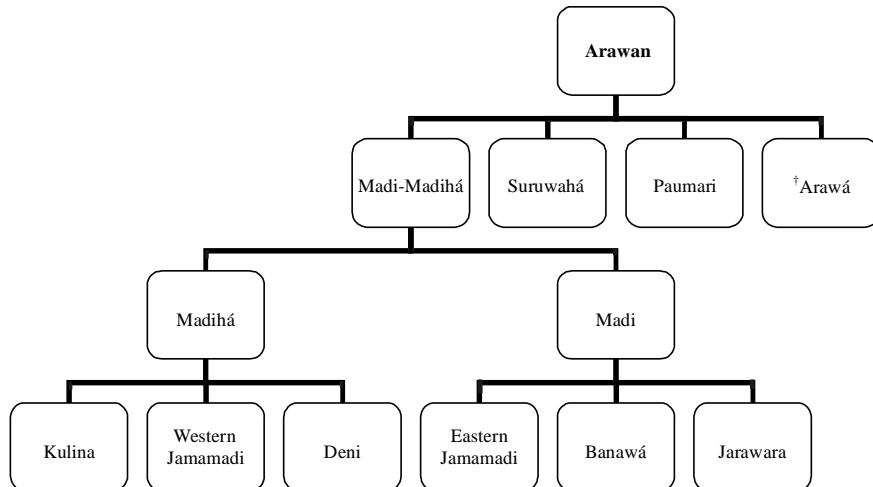 Arawan
Madi-Madihá
Suruwahá
Paumari
†Arawá
Madihá
Madi
Kulina
Western
Jamamadi
Deni
Eastern
Jamamadi
Banawá
Jarawara